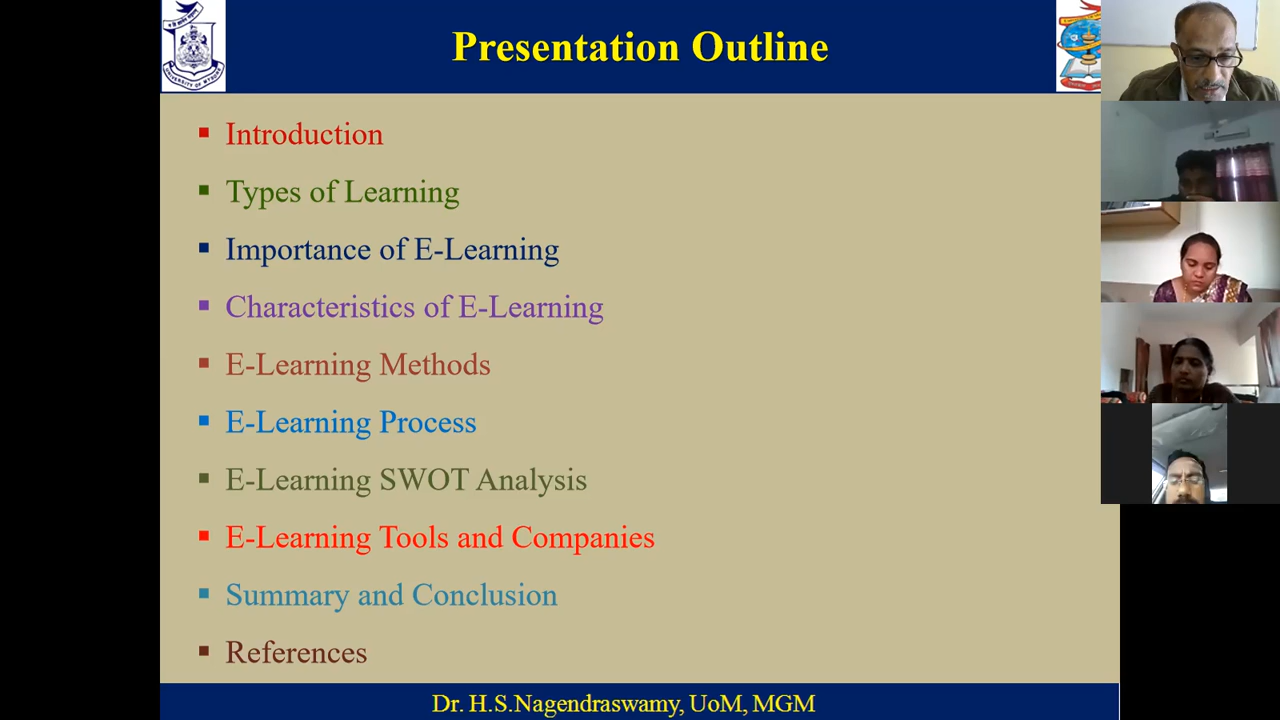 Presentation Outline
Introduction
Types of Learning
Importance of E-Learning
Characteristics of E-Learning
E-Learning Methods
E-Learning Process
E-Learning SWOT Analysis
E-Learning Tools and Companies
Summary and Conclusion
References
Dr. H.S.Nagendraswamy, UoM, MGM